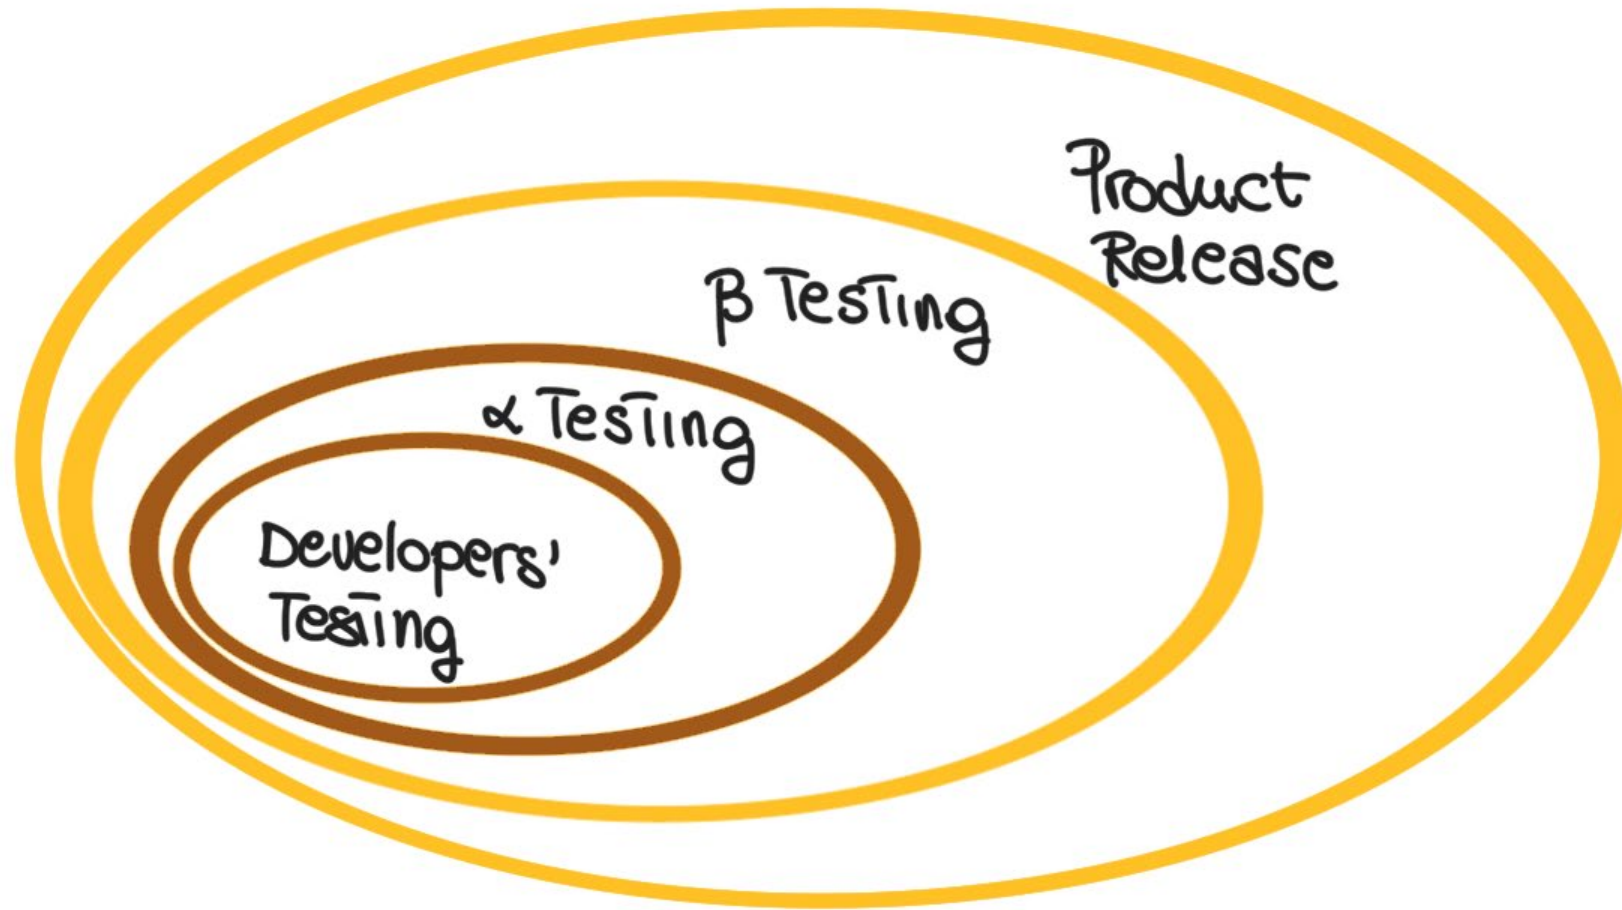 Product
Release
β Testing
α Testing
Developers'
Testing